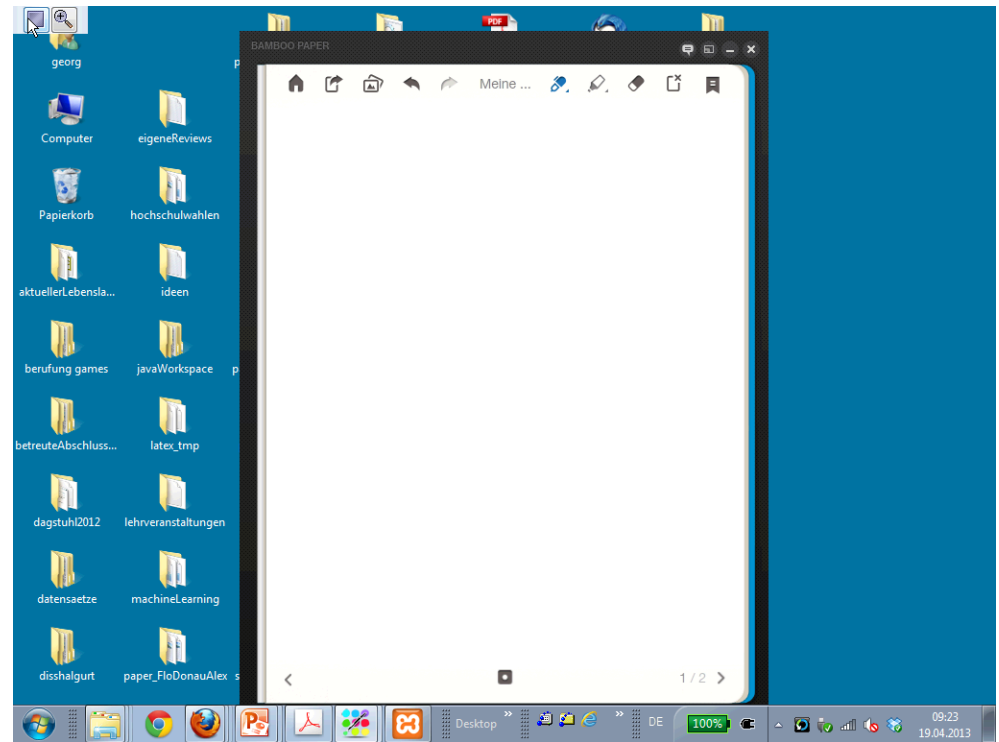 PDF
BAMBOO PAPER
georg
p
Meine ...
Computer
eigeneReviews
Papierkorb
hochschulwahlen
aktuellerLebensla...
ideen
berufung games
javaWorkspace
p
betreuteAbschluss...
latex_tmp
dagstuhl2012
lehrveranstaltungen
datensaetze
machineLearning
disshalgurt
paper_FloDonauAlex
s
1 / 2
Desktop
DE
100%
09:23
19.04.2013